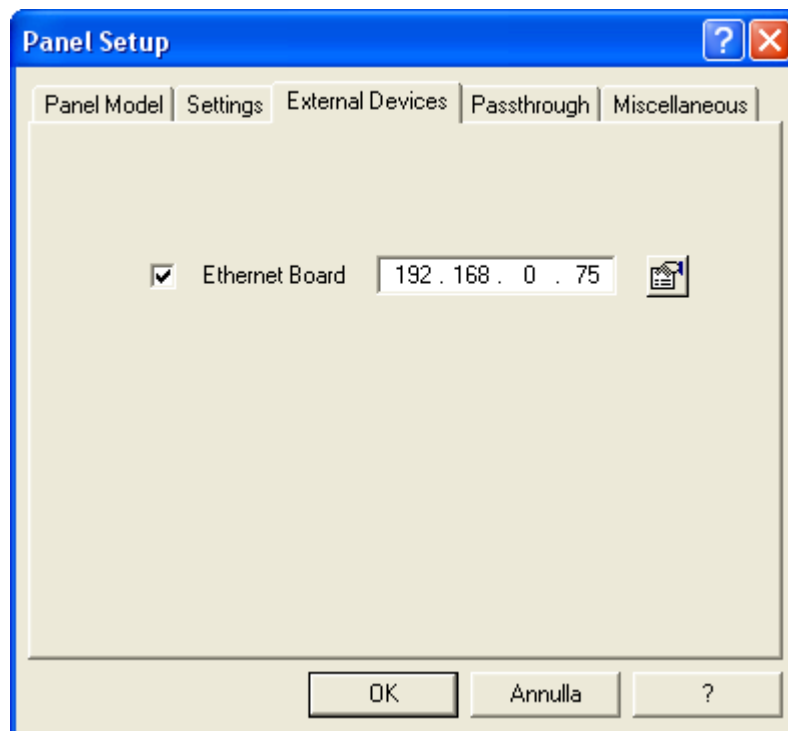 Panel Setup
Panel Model Settings External Devices Passthrough Miscellaneous
Ethernet Board 192 . 168 . 0 . 75
OK Annulla ?